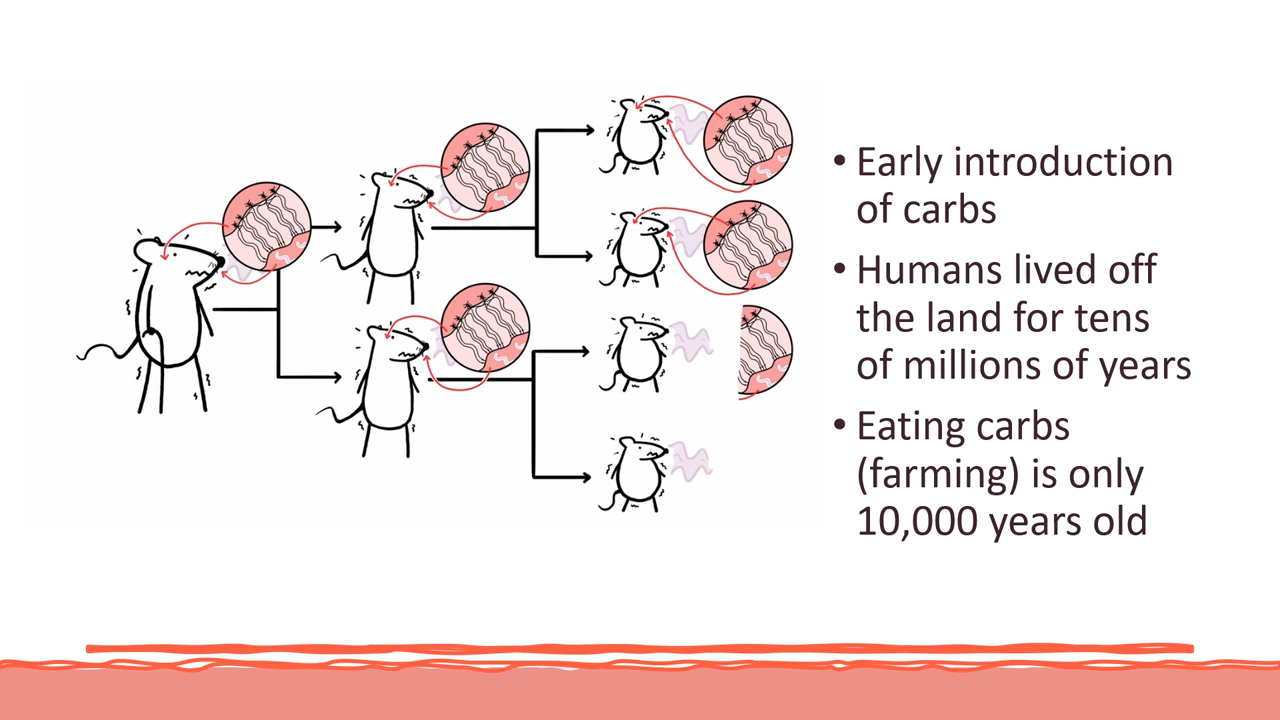 • Early introduction
of carbs
• Humans lived off
the land for tens
of millions of years
• Eating carbs
(farming) is only
10,000 years old